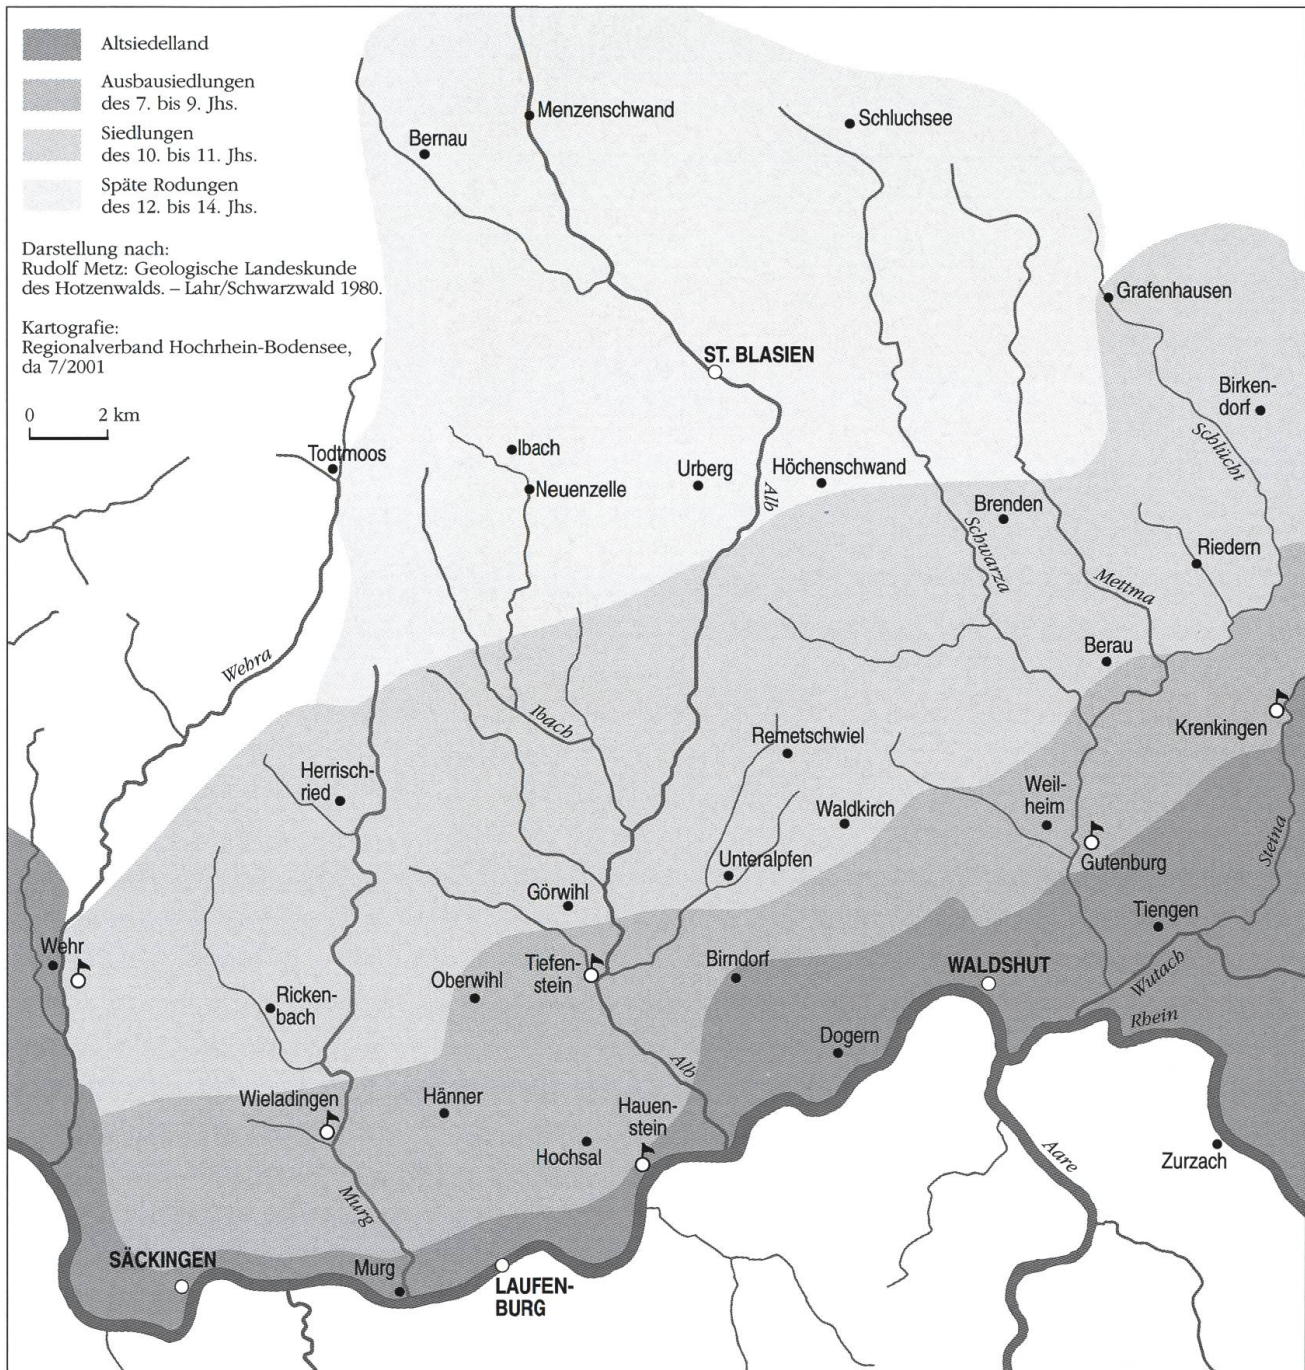 Altsiedelland
Ausbausiedlungen
des 7. bis 9. Jhs.
Siedlungen
des 10. bis 11. Jhs.
Späte Rodungen
des 12. bis 14. Jhs.
Darstellung nach:
Rudolf Metz: Geologische Landeskunde
des Hotzenwalds. – Lahr/Schwarzwald 1980.
Kartografie:
Regionalverband Hochrhein-Bodensee,
da 7/2001
0 2 km
Menzenschwand
Schluchsee
Bernau
Grafenhausen
ST. BLASIEN
Birken-
dorf
Schlücht
Ibach
Todtmoos
Neuenzelle
Urberg
Höchenschwand
Alb
Brenden
Schwarza
Riedern
Mettma
Berau
Wehra
Ibach
Krenkingen
Remetschwiel
Herrisch-
ried
Weil-
heim
Waldkirch
Steina
Gutenburg
Unteralpfen
Görwihl
Tiengen
Wehr
Tiefen-
stein
Birndorf
WALDSHUT
Oberwihl
Wutach
Ricken-
bach
Rhein
Dogern
Alb
Wieladingen
Hänner
Hauen-
stein
Hochsal
Aare
Zurzach
Murg
SÄCKINGEN
Murg
LAUFEN-
BURG